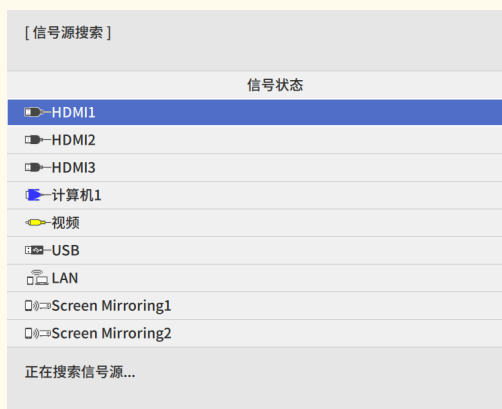 [ 信号源搜索 ]
信号状态
HDMI1
HDMI2
HDMI3
计算机1
视频
USB
LAN
Screen Mirroring1
Screen Mirroring2
正在搜索信号源...